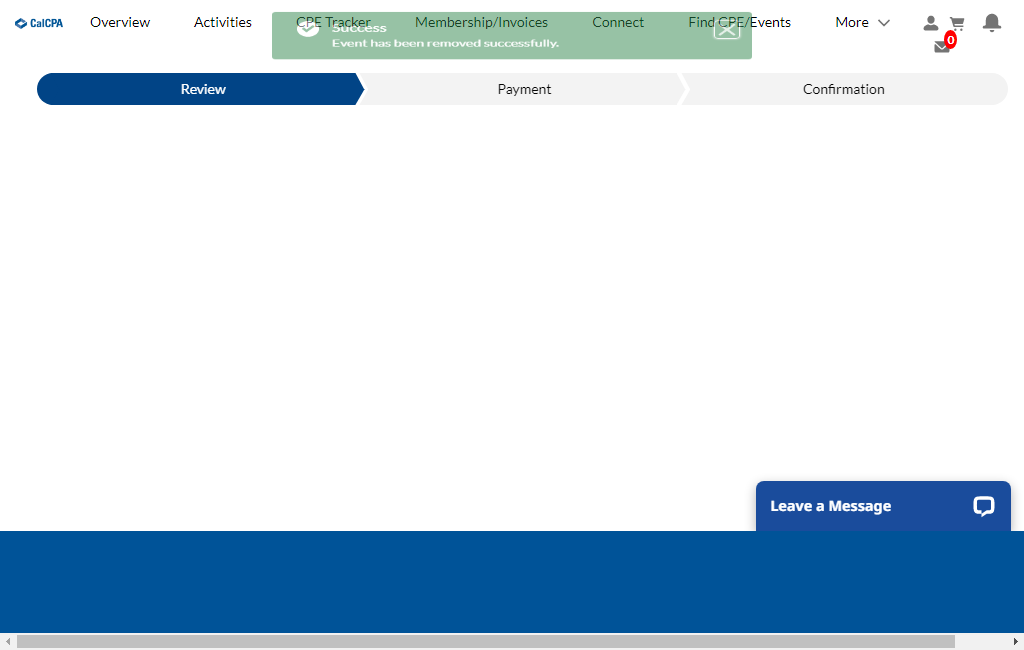 CalCPA Overview Activities CPE Tracker Membership/Invoices Connect Find CPE/Events More
Success
Event has been removed successfully.
0
Review Payment Confirmation
Leave a Message